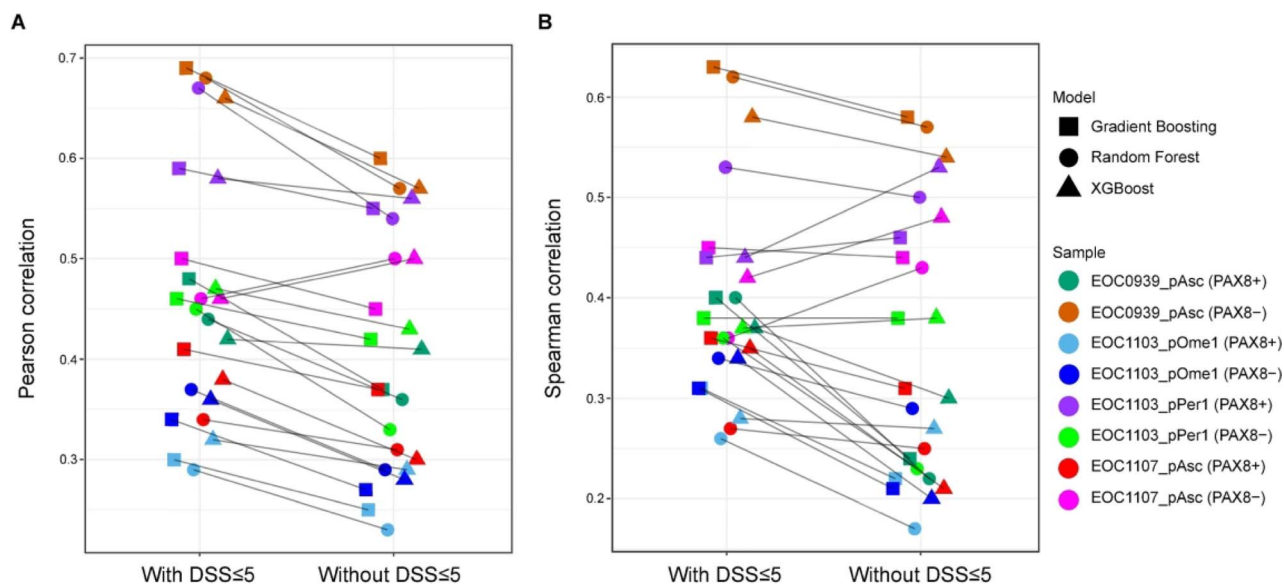 A
B
Pearson correlation
0.7
0.6
0.5
0.4
0.3
With DSS≤5
Without DSS≤5
Spearman correlation
0.6
0.5
0.4
0.3
0.2
With DSS≤5
Without DSS≤5
Model
Gradient Boosting
Random Forest
XGBoost
Sample
EOC0939_pAsc (PAX8+)
EOC0939_pAsc (PAX8−)
EOC1103_pOme1 (PAX8+)
EOC1103_pOme1 (PAX8−)
EOC1103_pPer1 (PAX8+)
EOC1103_pPer1 (PAX8−)
EOC1107_pAsc (PAX8+)
EOC1107_pAsc (PAX8−)